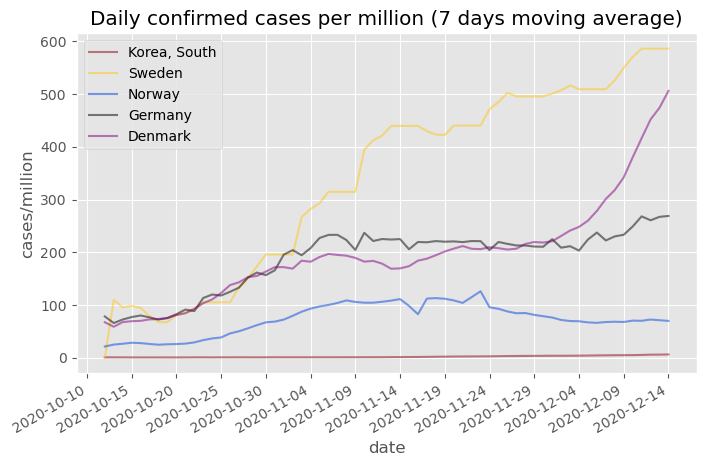 Daily confirmed cases per million (7 days moving average)
Korea, South
Sweden
Norway
Germany
Denmark
cases/million
600
500
400
300
200
100
0
2020-10-10
2020-10-15
2020-10-20
2020-10-25
2020-10-30
2020-11-04
2020-11-09
2020-11-14
2020-11-19
2020-11-24
2020-11-29
2020-12-04
2020-12-09
2020-12-14
date